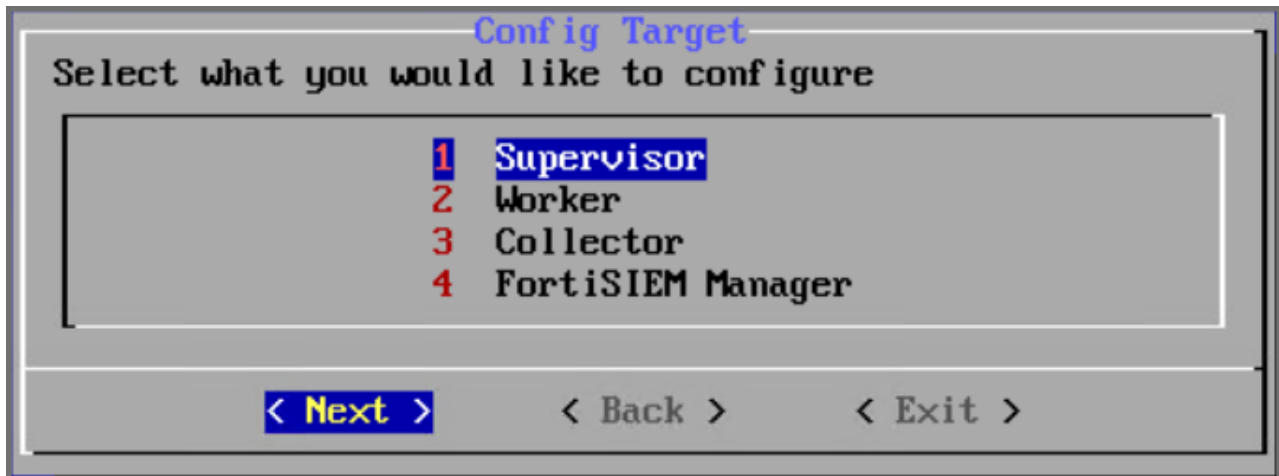 Config Target
Select what you would like to configure
1 Supervisor
2 Worker
3 Collector
4 FortiSIEM Manager
< Next > < Back > < Exit >